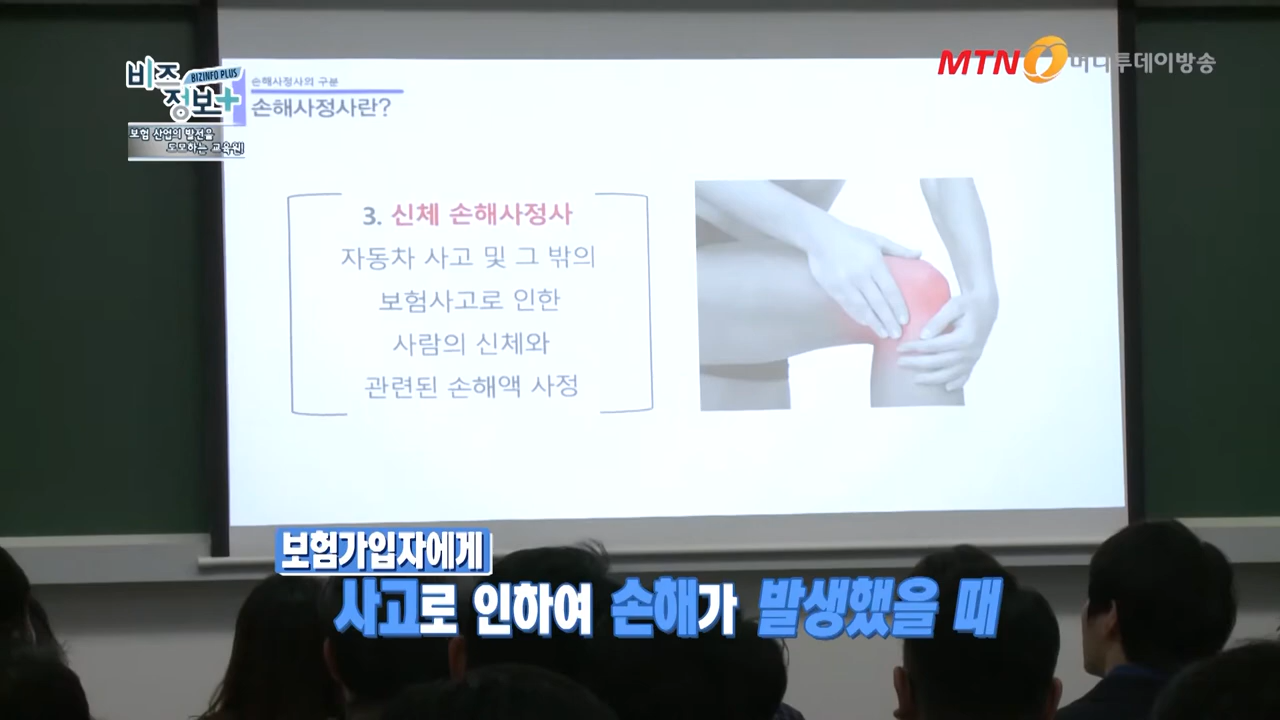 비즈
BIZINFO PLUS
정보+
보험 산업의 발전을
도모하는 교육원!
MTN 머니투데이방송
손해사정사의 구분
손해사정사란?
3. 신체 손해사정사
자동차 사고 및 그 밖의
보험사고로 인한
사람의 신체와
관련된 손해액 사정
보험가입자에게
사고로 인하여 손해가 발생했을 때